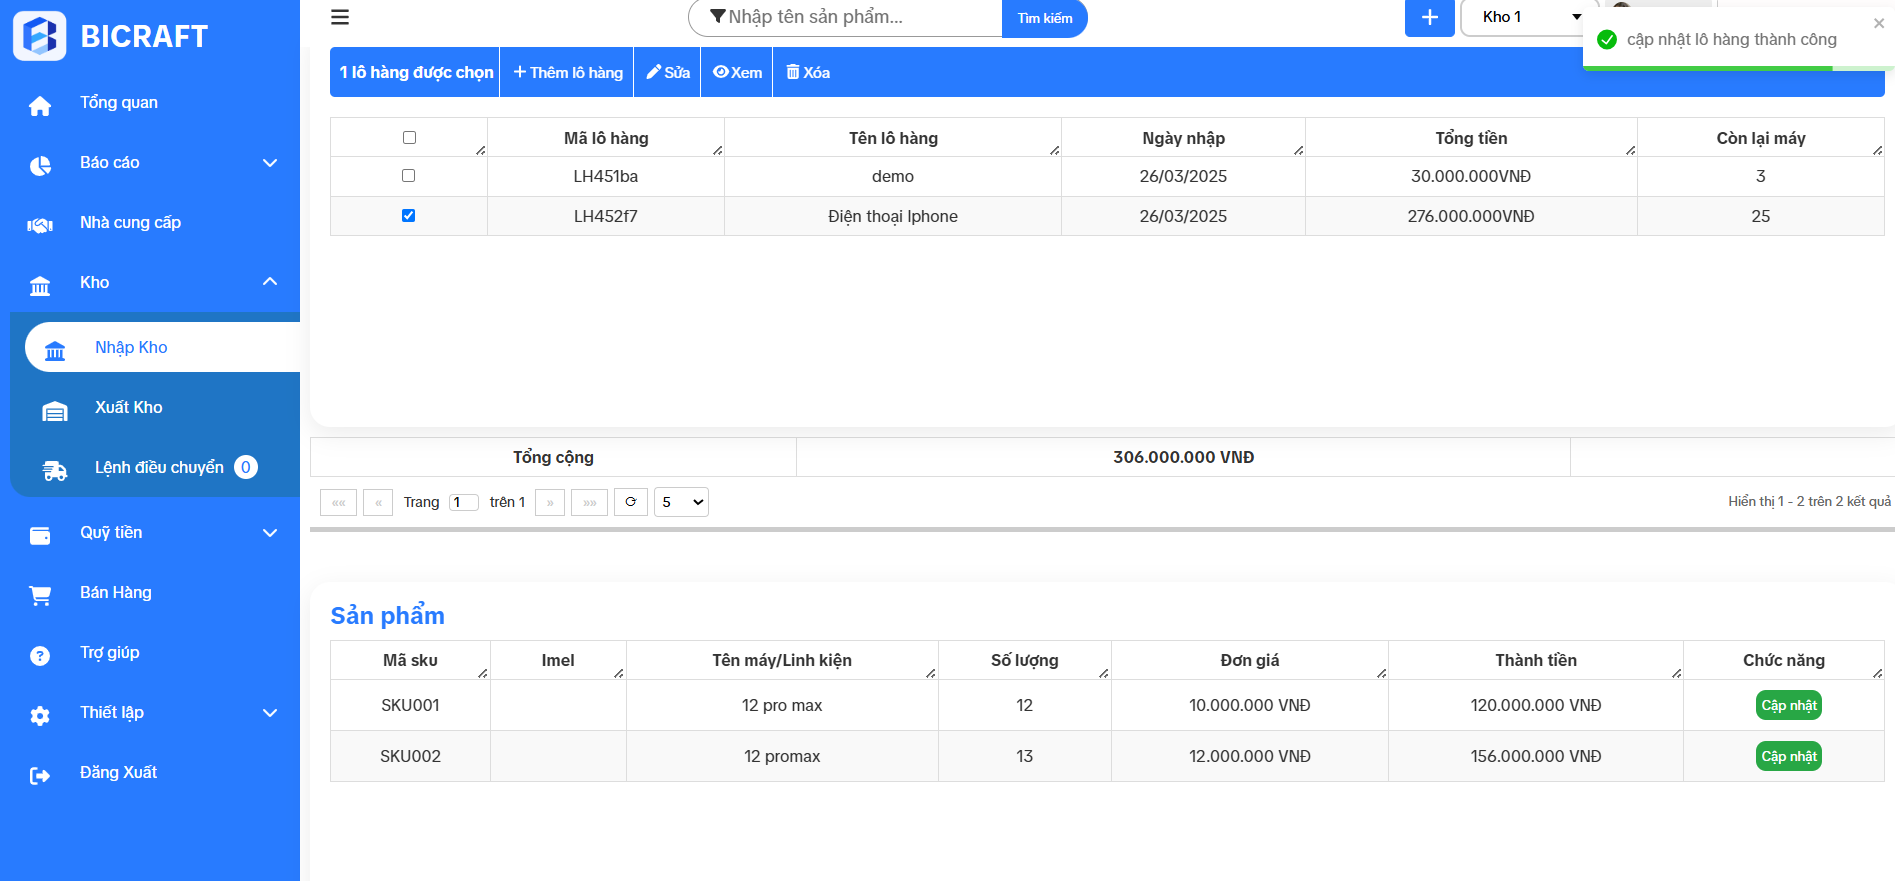 BICRAFT
Tổng quan
Báo cáo
Nhà cung cấp
Kho
Nhập Kho
Xuất Kho
Lệnh điều chuyển 0
Quỹ tiền
Bán Hàng
Trợ giúp
Thiết lập
Đăng Xuất
Nhập tên sản phẩm... Tìm kiếm
Kho 1
cập nhật lô hàng thành công
1 lô hàng được chọn Thêm lô hàng Sửa Xem Xóa
Mã lô hàng Tên lô hàng Ngày nhập Tổng tiền Còn lại máy
LH451ba demo 26/03/2025 30.000.000VNĐ 3
LH452f7 Điện thoại Iphone 26/03/2025 276.000.000VNĐ 25
Tổng cộng 306.000.000 VNĐ
«« « Trang 1 trên 1 » »» 5 Hiển thị 1 - 2 trên 2 kết quả
Sản phẩm
Mã sku Imel Tên máy/Linh kiện Số lượng Đơn giá Thành tiền Chức năng
SKU001 12 pro max 12 10.000.000 VNĐ 120.000.000 VNĐ Cập nhật
SKU002 12 promax 13 12.000.000 VNĐ 156.000.000 VNĐ Cập nhật